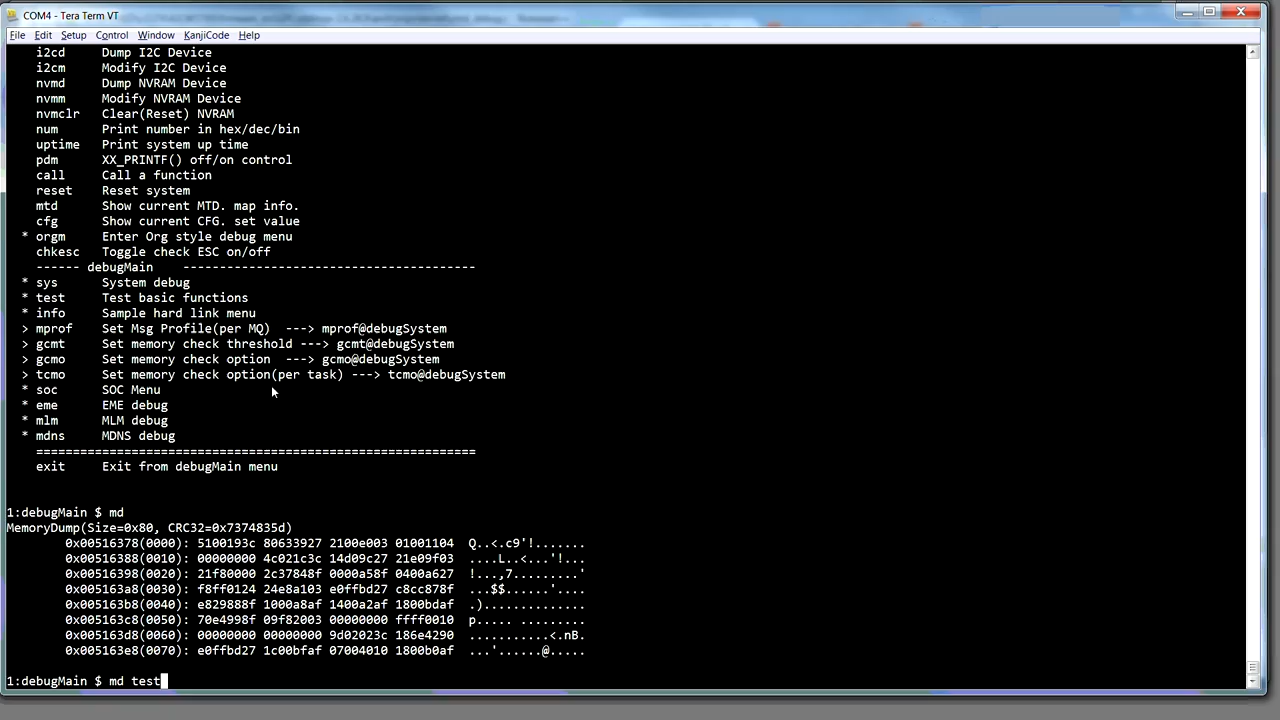 COM4 - Tera Term VT
File Edit Setup Control Window KanjiCode Help
i2cd Dump I2C Device
i2cm Modify I2C Device
nvmd Dump NVRAM Device
nvmm Modify NVRAM Device
nvmclr Clear(Reset) NVRAM
num Print number in hex/dec/bin
uptime Print system up time
pdm XX_PRINTF() off/on control
call Call a function
reset Reset system
mtd Show current MTD. map info.
cfg Show current CFG. set value
* orgm Enter Org style debug menu
chkesc Toggle check ESC on/off
------ debugMain ----------------------------------------
* sys System debug
* test Test basic functions
* info Sample hard link menu
> mprof Set Msg Profile(per MQ) ---> mprof@debugSystem
> gcmt Set memory check threshold ---> gcmt@debugSystem
> gcmo Set memory check option ---> gcmo@debugSystem
> tcmo Set memory check option(per task) ---> tcmo@debugSystem
* soc SOC Menu
* eme EME debug
* mlm MLM debug
* mdns MDNS debug
============================================================
exit Exit from debugMain menu
1:debugMain $ md
MemoryDump(Size=0x80, CRC32=0x7374835d)
0x00516378(0000): 5100193c 80633927 2100e003 01001104 Q..<.c9'!.......
0x00516388(0010): 00000000 4c021c3c 14d09c27 21e09f03 ....L..<...'!...
0x00516398(0020): 21f80000 2c37848f 0000a58f 0400a627 !...,7.........'
0x005163a8(0030): f8ff0124 24e8a103 e0ffbd27 c8cc878f ...$$......'....
0x005163b8(0040): e829888f 1000a8af 1400a2af 1800bdaf .)..............
0x005163c8(0050): 70e4998f 09f82003 00000000 ffff0010 p..... .........
0x005163d8(0060): 00000000 00000000 9d02023c 186e4290 ...........<.nB.
0x005163e8(0070): e0ffbd27 1c00bfaf 07004010 1800b0af ...'......@.....
1:debugMain $ md test